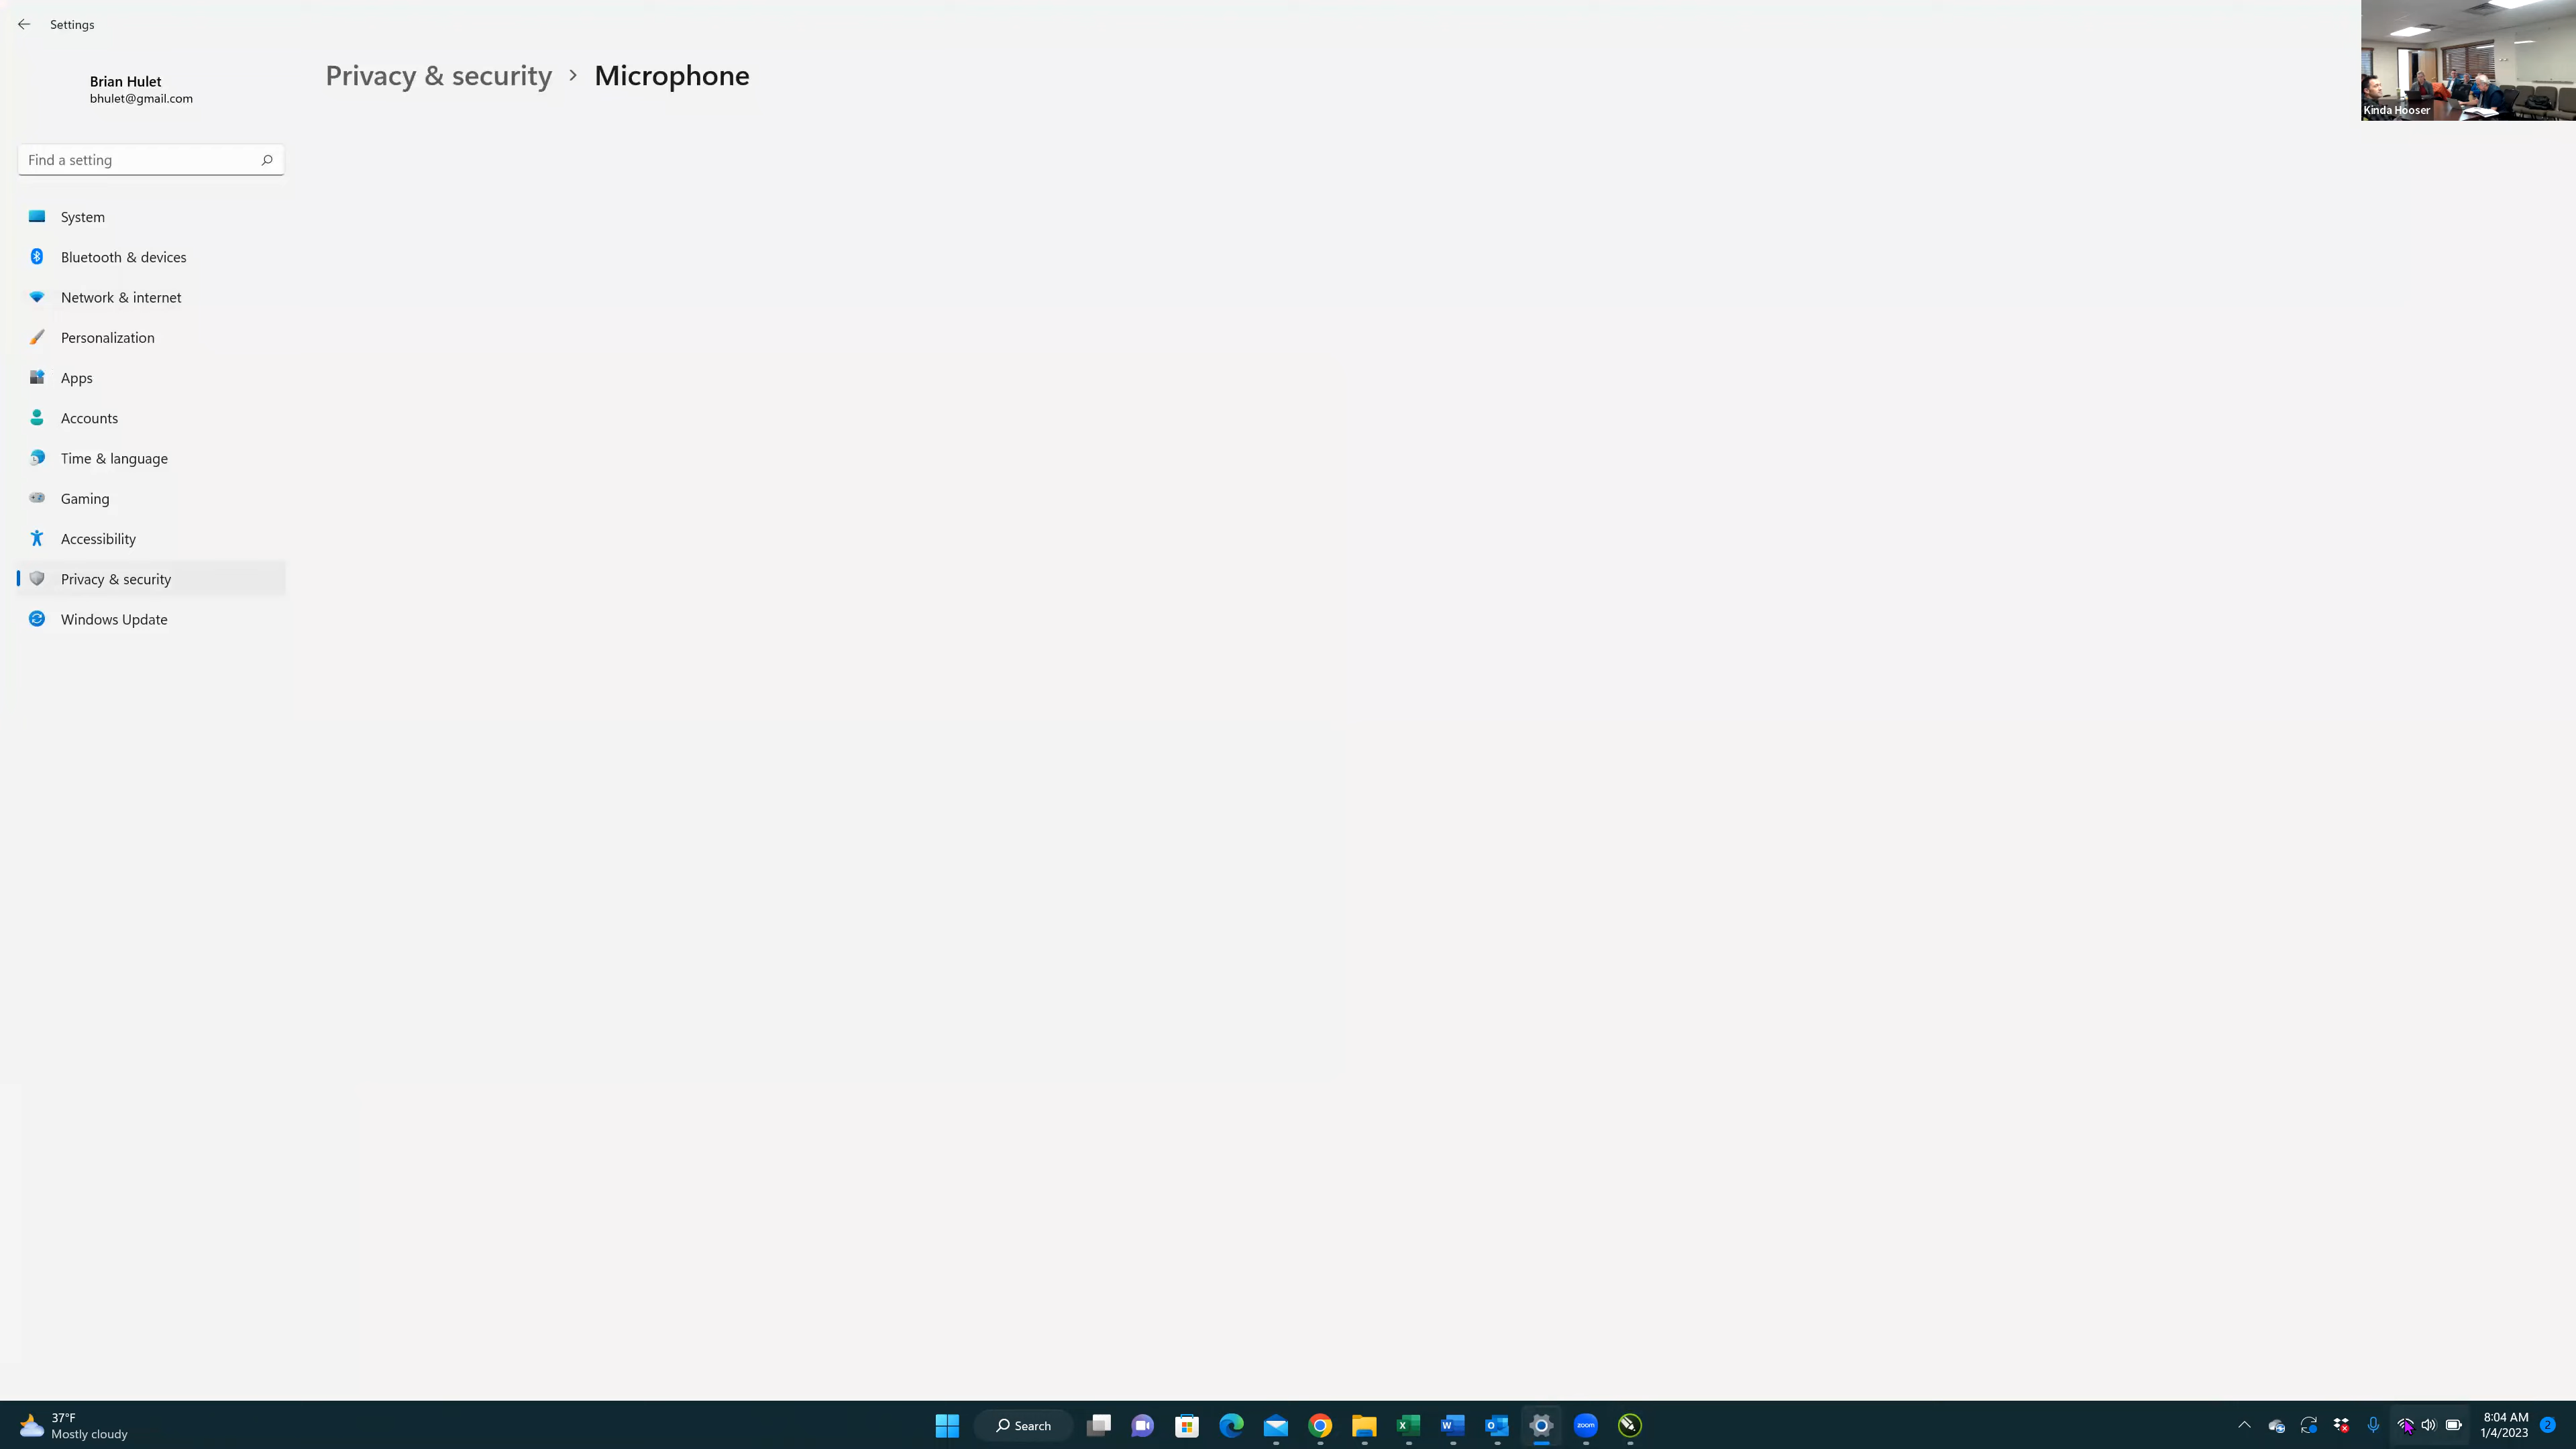 Settings
Brian Hulet
bhulet@gmail.com
Privacy & security > Microphone
Kinda Hooser
Find a setting
System
Bluetooth & devices
Network & internet
Personalization
Apps
Accounts
Time & language
Gaming
Accessibility
Privacy & security
Windows Update
37°F
Mostly cloudy
Search
zoom
8:04 AM
1/4/2023
2